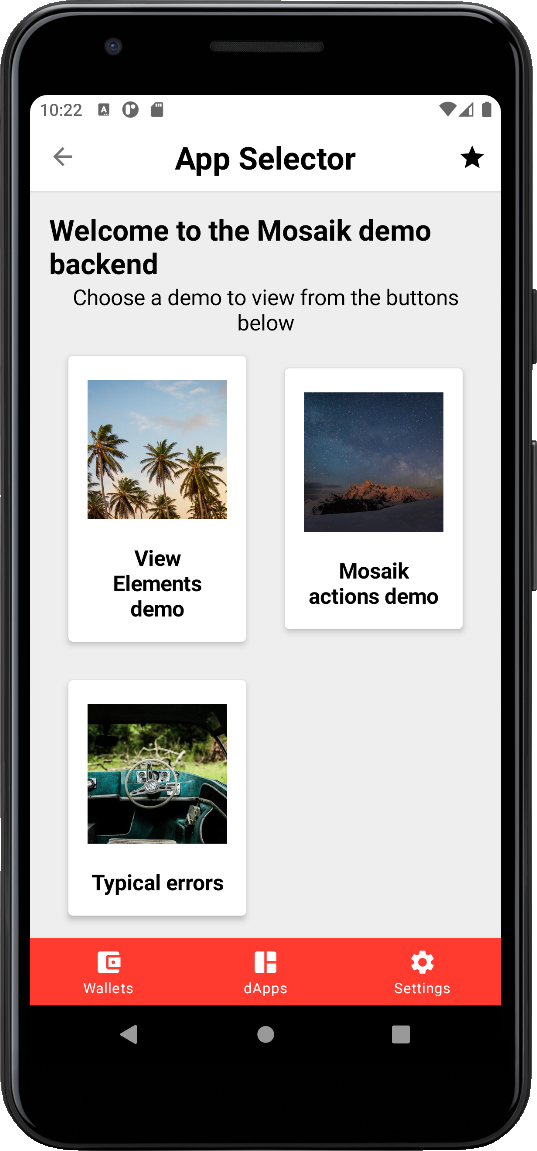 10:22
App Selector
Welcome to the Mosaik demo
backend
Choose a demo to view from the buttons
below
View
Elements
demo
Mosaik
actions demo
Typical errors
Wallets
dApps
Settings